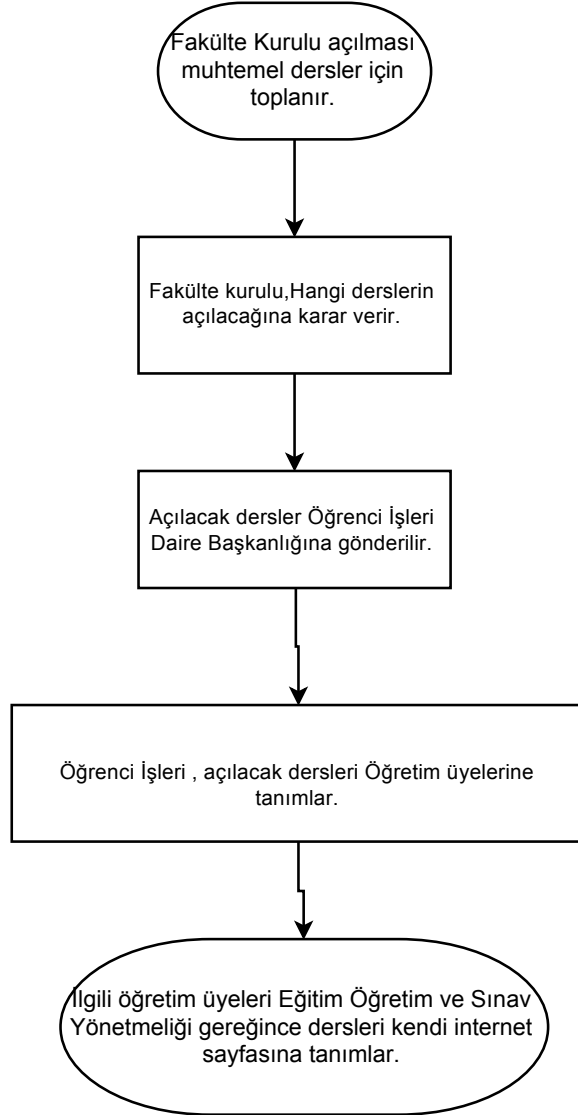 Fakülte Kurulu açılması
muhtemel dersler için
toplanır.
Fakülte kurulu,Hangi derslerin
açılacağına karar verir.
Açılacak dersler Öğrenci İşleri
Daire Başkanlığına gönderilir.
Öğrenci İşleri , açılacak dersleri Öğretim üyelerine
tanımlar.
İlgili öğretim üyeleri Eğitim Öğretim ve Sınav
Yönetmeliği gereğince dersleri kendi internet
sayfasına tanımlar.